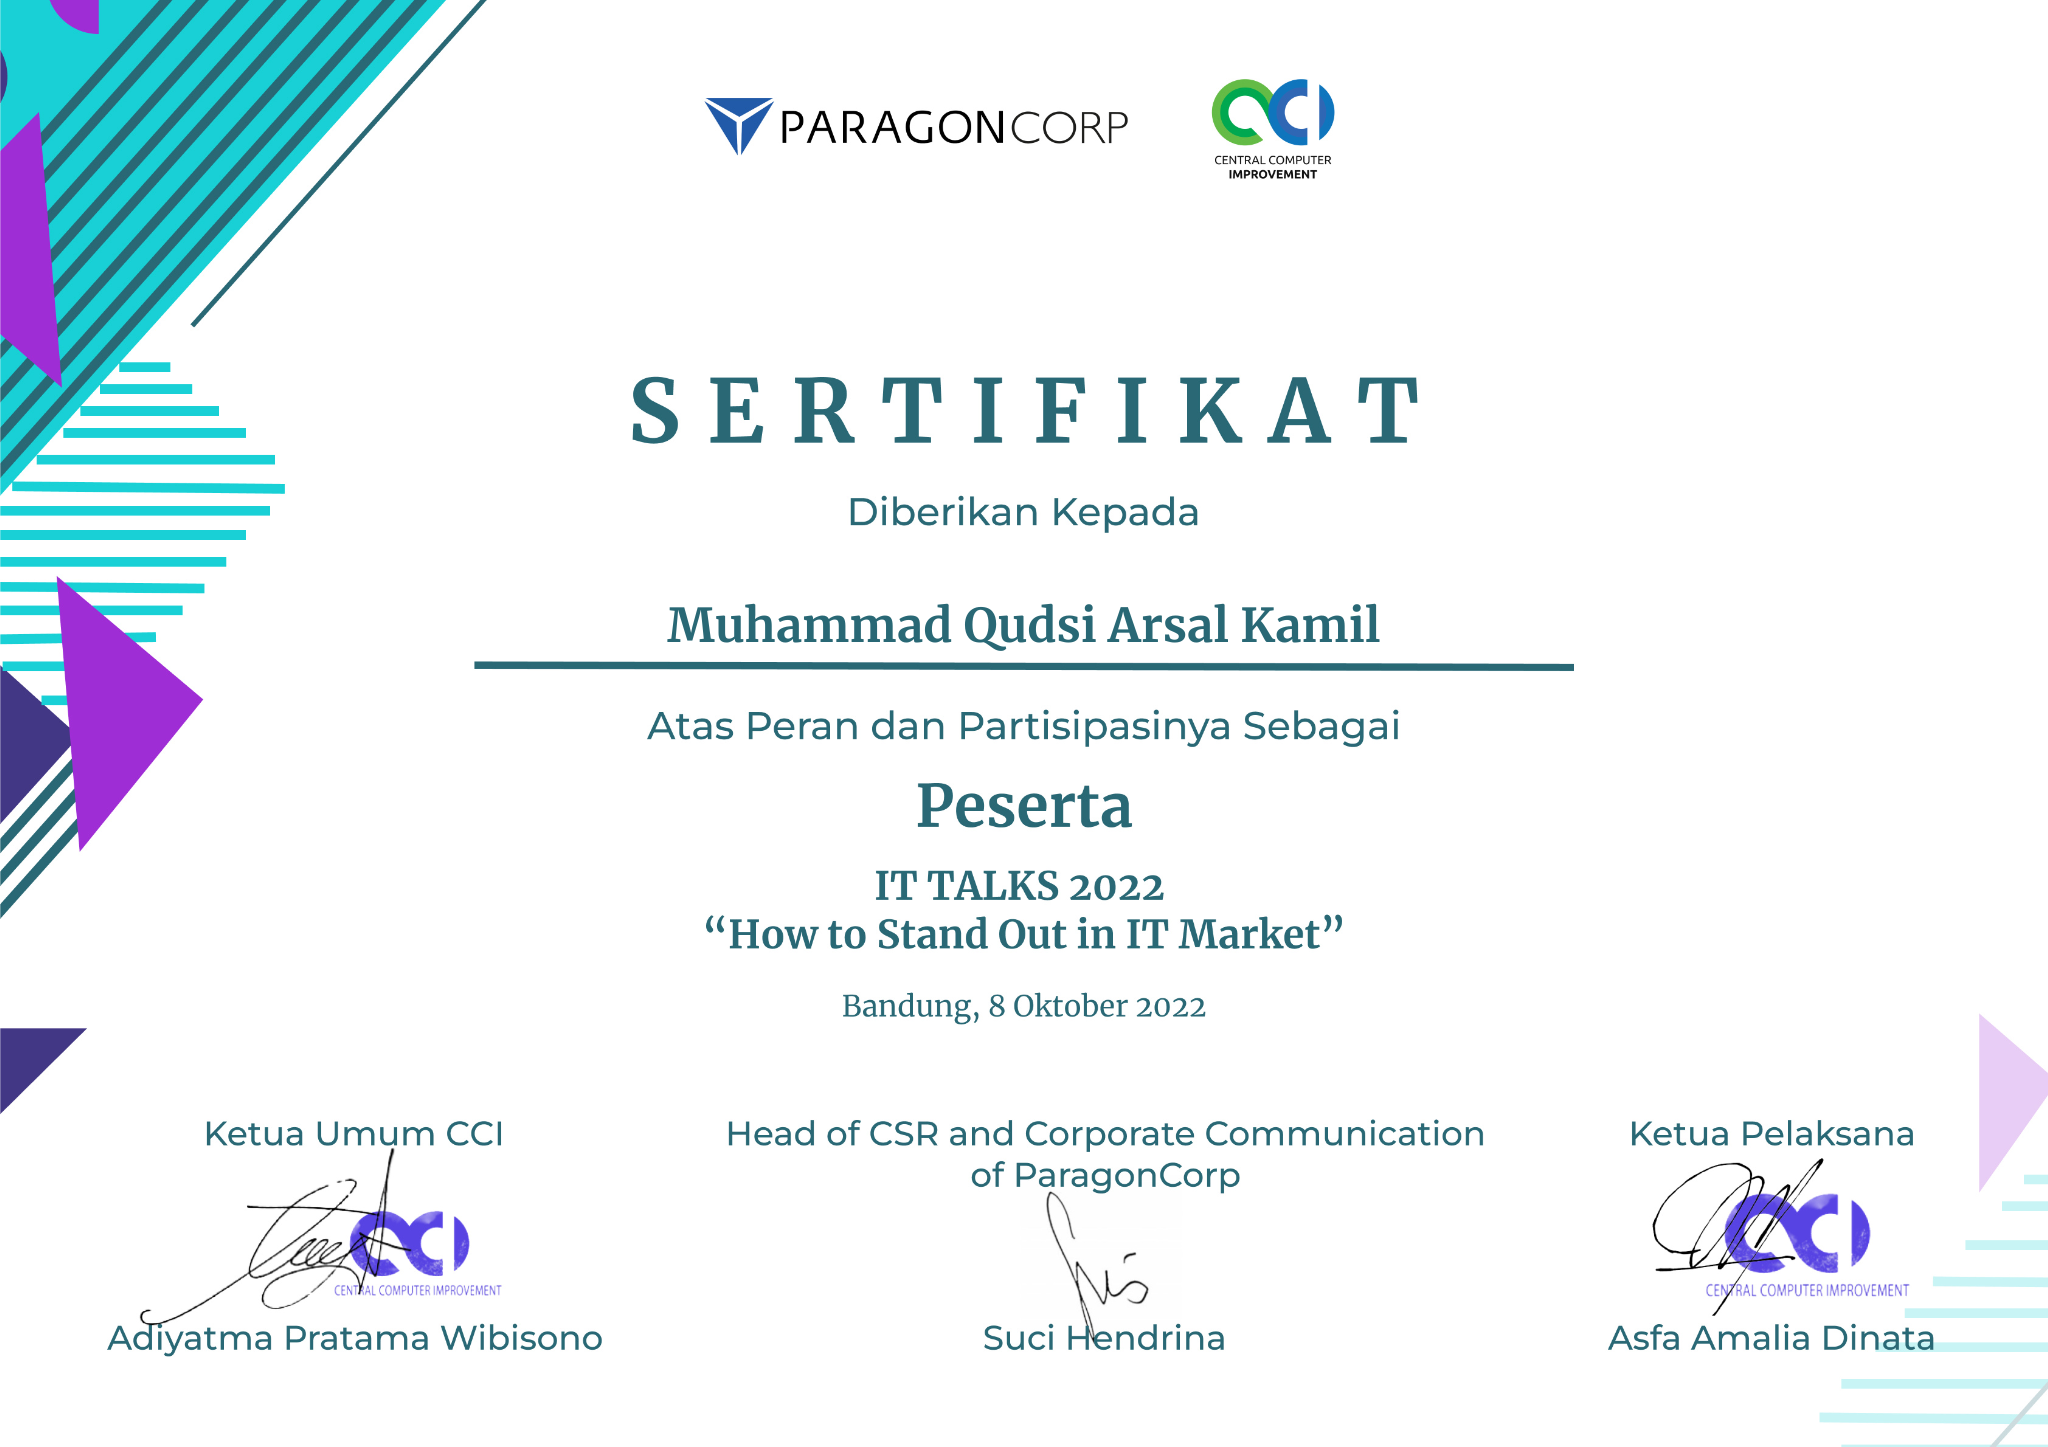 PARAGONCORP
CENTRAL COMPUTER
IMPROVEMENT
SERTIFIKAT
Diberikan Kepada
Muhammad Qudsi Arsal Kamil
Atas Peran dan Partisipasinya Sebagai
Peserta
IT TALKS 2022
“How to Stand Out in IT Market”
Bandung, 8 Oktober 2022
Ketua Umum CCI
CCI
CENTRAL COMPUTER IMPROVEMENT
Adiyatma Pratama Wibisono
Head of CSR and Corporate Communication
of ParagonCorp
Suci Hendrina
Ketua Pelaksana
CCI
CENTRAL COMPUTER IMPROVEMENT
Asfa Amalia Dinata